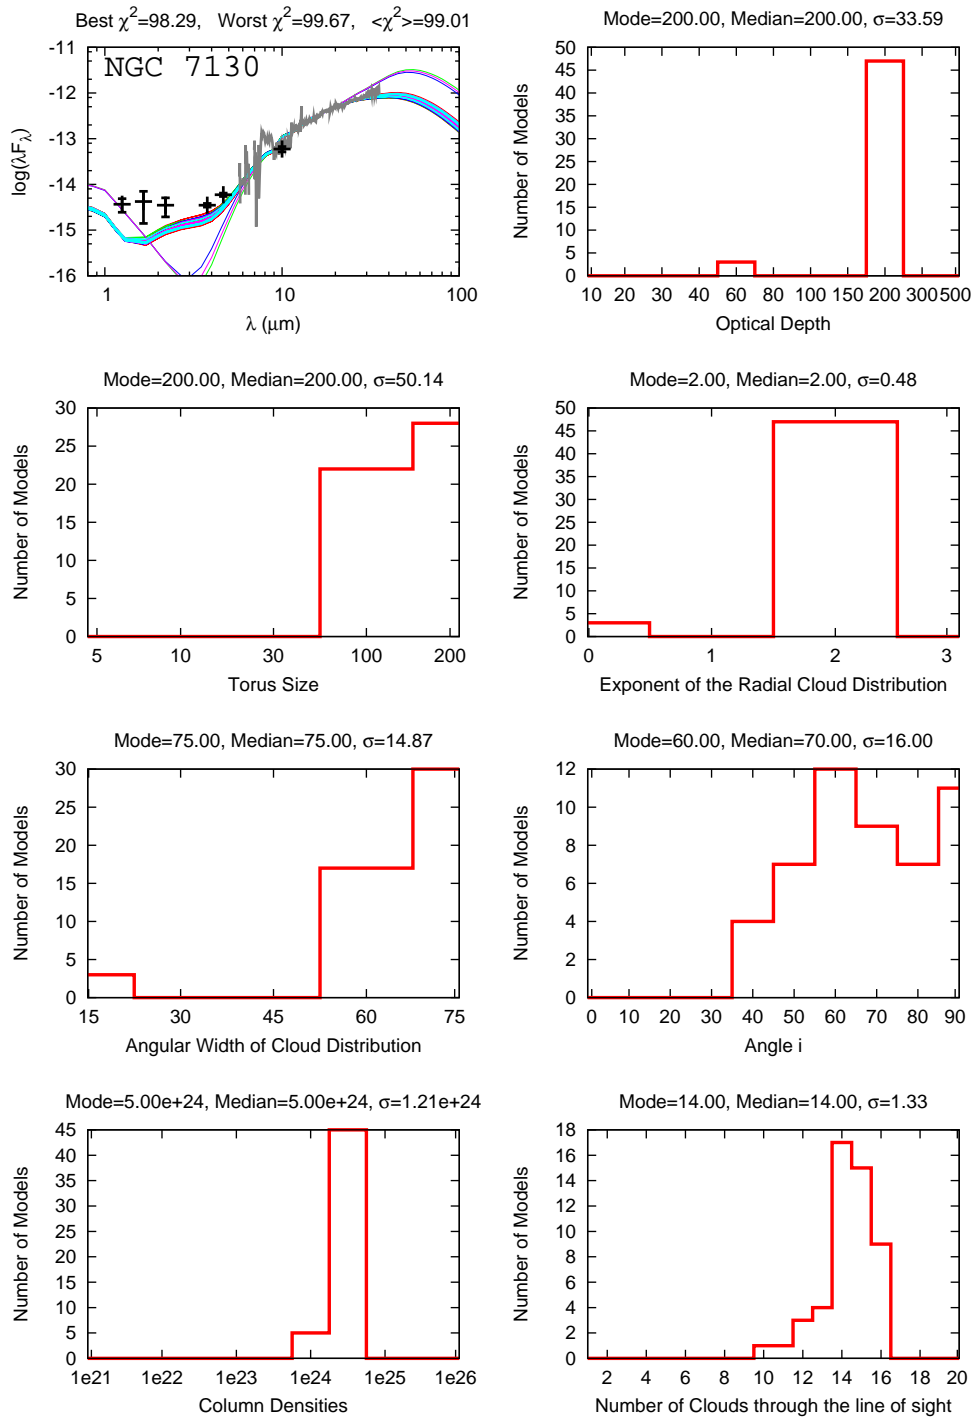 Best χ²=98.29, Worst χ²=99.67, <χ²>=99.01
-11
-12
-13
-14
-15
-16
log(λFλ)
NGC 7130
1 10 100
λ (μm)
Mode=200.00, Median=200.00, σ=33.59
50
45
40
35
30
25
20
15
10
5
0
Number of Models
10 20 30 40 60 80 100 150 200 300 500
Optical Depth
Mode=200.00, Median=200.00, σ=50.14
30
25
20
15
10
5
0
Number of Models
5 10 30 100 200
Torus Size
Mode=2.00, Median=2.00, σ=0.48
50
45
40
35
30
25
20
15
10
5
0
Number of Models
0 1 2 3
Exponent of the Radial Cloud Distribution
Mode=75.00, Median=75.00, σ=14.87
30
25
20
15
10
5
0
Number of Models
15 30 45 60 75
Angular Width of Cloud Distribution
Mode=60.00, Median=70.00, σ=16.00
12
10
8
6
4
2
0
Number of Models
0 10 20 30 40 50 60 70 80 90
Angle i
Mode=5.00e+24, Median=5.00e+24, σ=1.21e+24
45
40
35
30
25
20
15
10
5
0
Number of Models
1e21 1e22 1e23 1e24 1e25 1e26
Column Densities
Mode=14.00, Median=14.00, σ=1.33
18
16
14
12
10
8
6
4
2
0
Number of Models
2 4 6 8 10 12 14 16 18 20
Number of Clouds through the line of sight